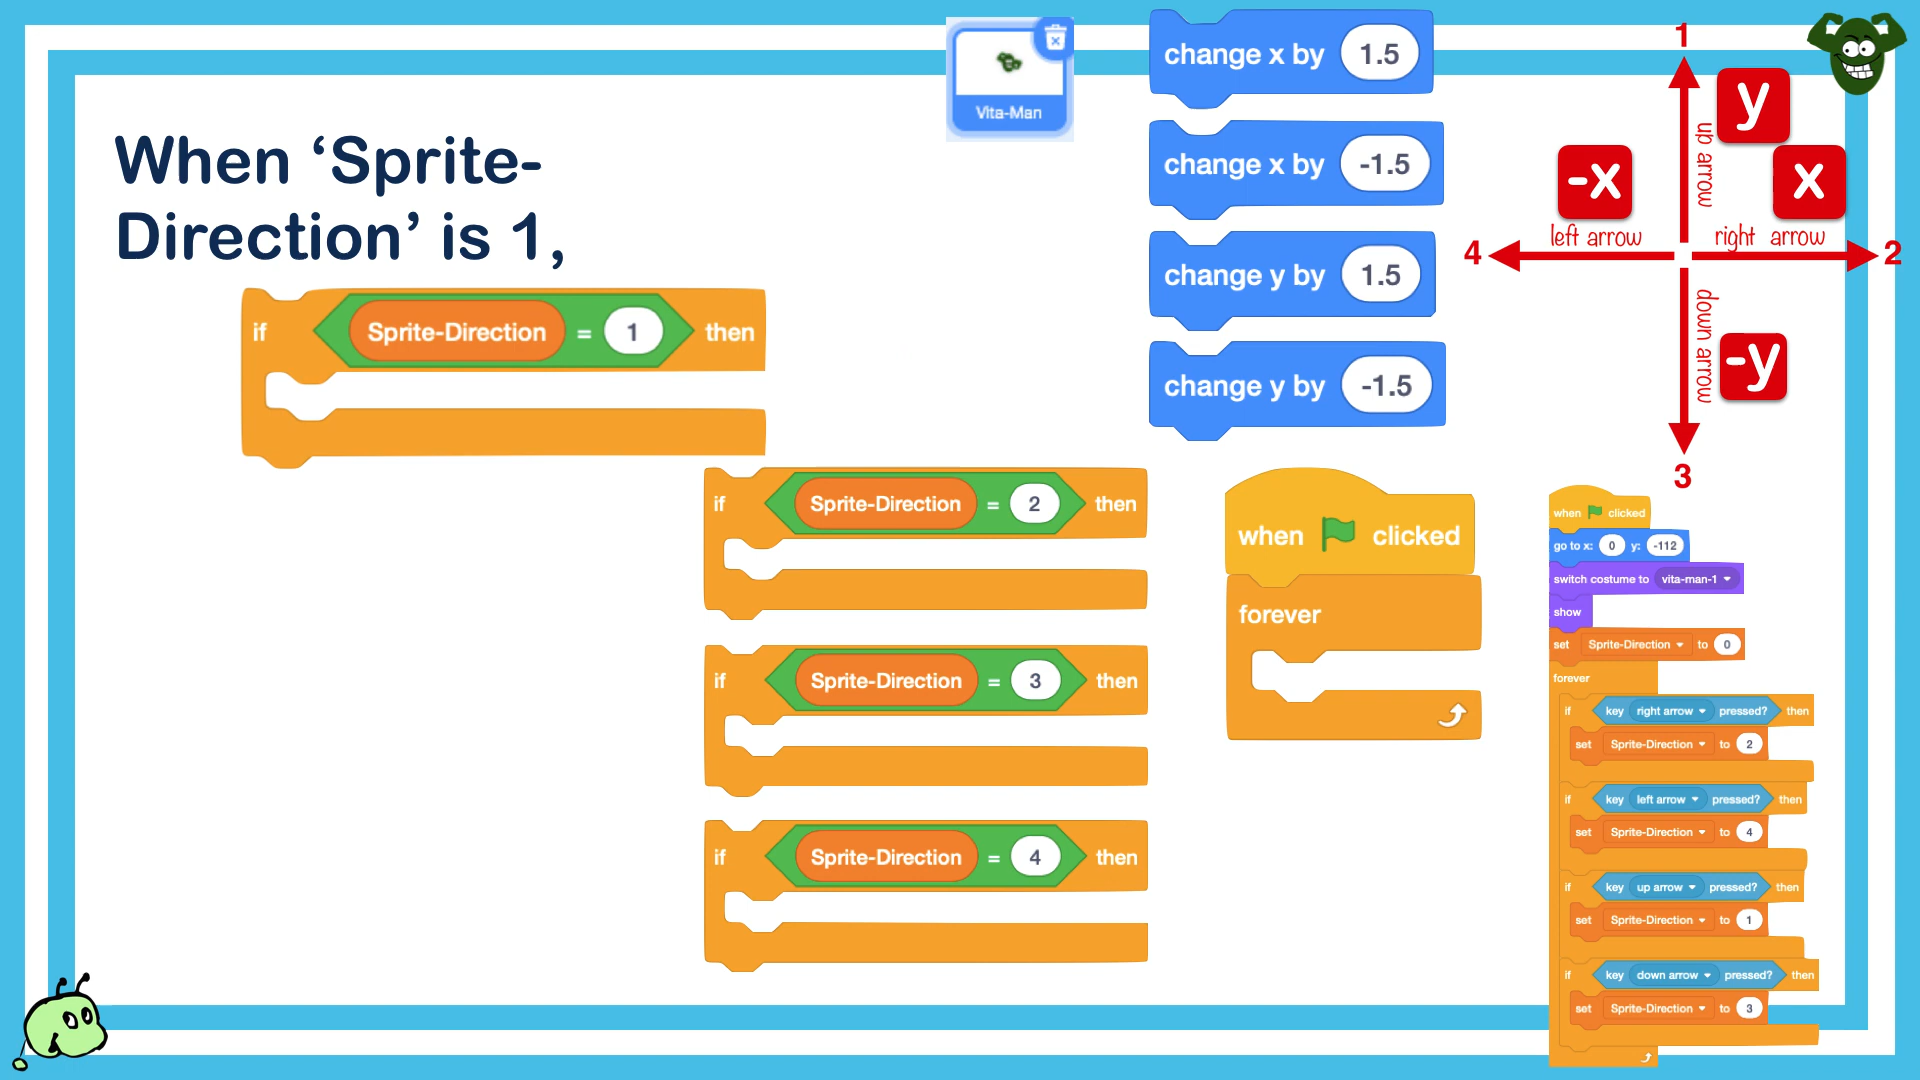 When ‘Sprite-
Direction’ is 1,
if Sprite-Direction = 1 then
if Sprite-Direction = 2 then
if Sprite-Direction = 3 then
if Sprite-Direction = 4 then
Vita-Man
change x by 1.5
change x by -1.5
change y by 1.5
change y by -1.5
when clicked
forever
1
y
up arrow
-x
x
left arrow
right arrow
4
2
down arrow
-y
3
when clicked
go to x: 0 y: -112
switch costume to vita-man-1
show
set Sprite-Direction to 0
forever
if key right arrow pressed? then
set Sprite-Direction to 2
if key left arrow pressed? then
set Sprite-Direction to 4
if key up arrow pressed? then
set Sprite-Direction to 1
if key down arrow pressed? then
set Sprite-Direction to 3